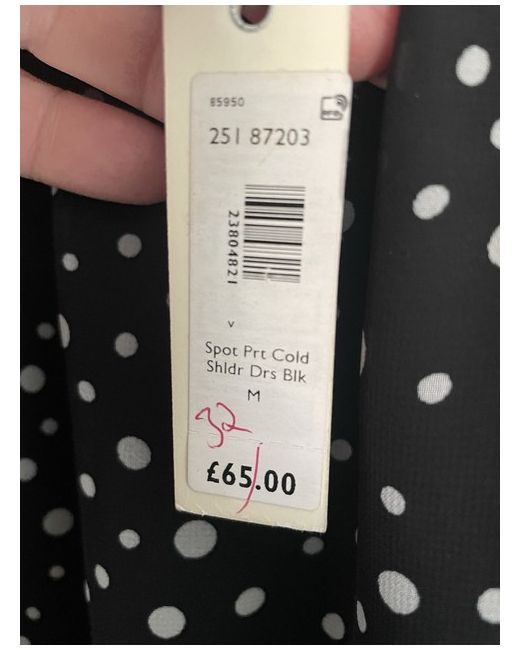 85950
251 87203
23804821
v
Spot Prt Cold
Shldr Drs Blk
M
32
£65.00